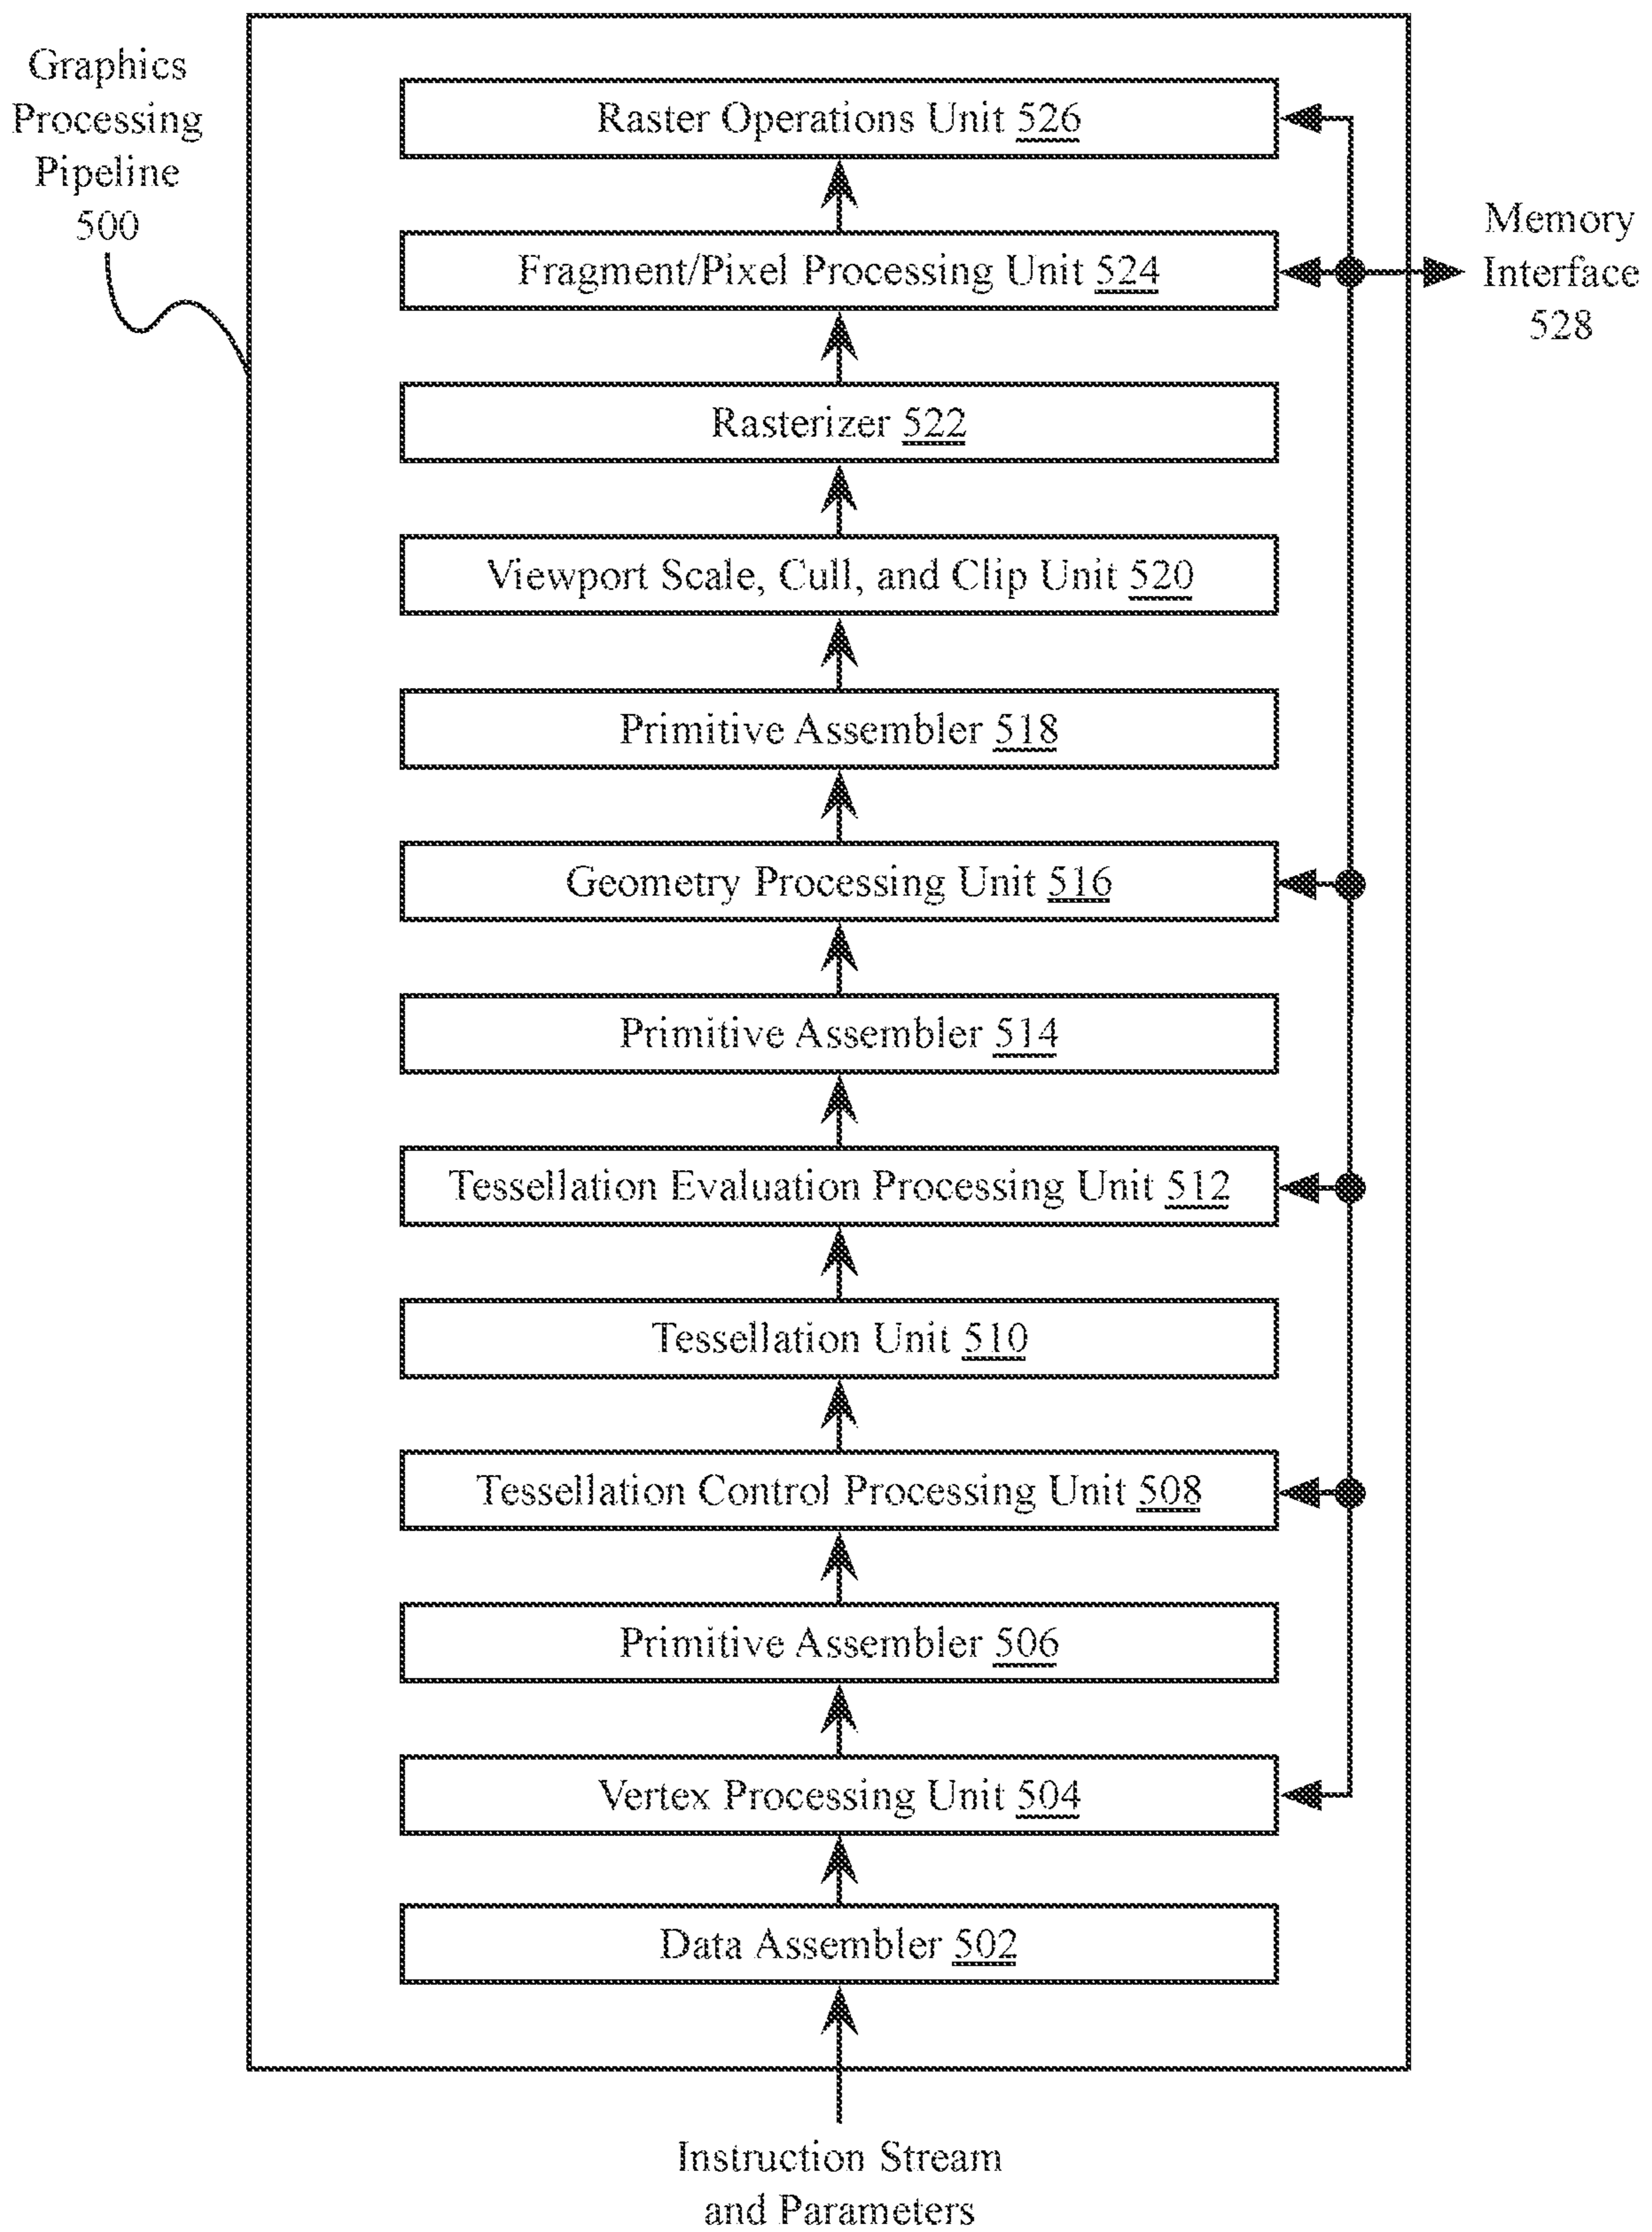 Graphics
Processing
Pipeline
500
Raster Operations Unit 526
Fragment/Pixel Processing Unit 524
Memory
Interface
528
Rasterizer 522
Viewport Scale, Cull, and Clip Unit 520
Primitive Assembler 518
Geometry Processing Unit 516
Primitive Assembler 514
Tessellation Evaluation Processing Unit 512
Tessellation Unit 510
Tessellation Control Processing Unit 508
Primitive Assembler 506
Vertex Processing Unit 504
Data Assembler 502
Instruction Stream
and Parameters